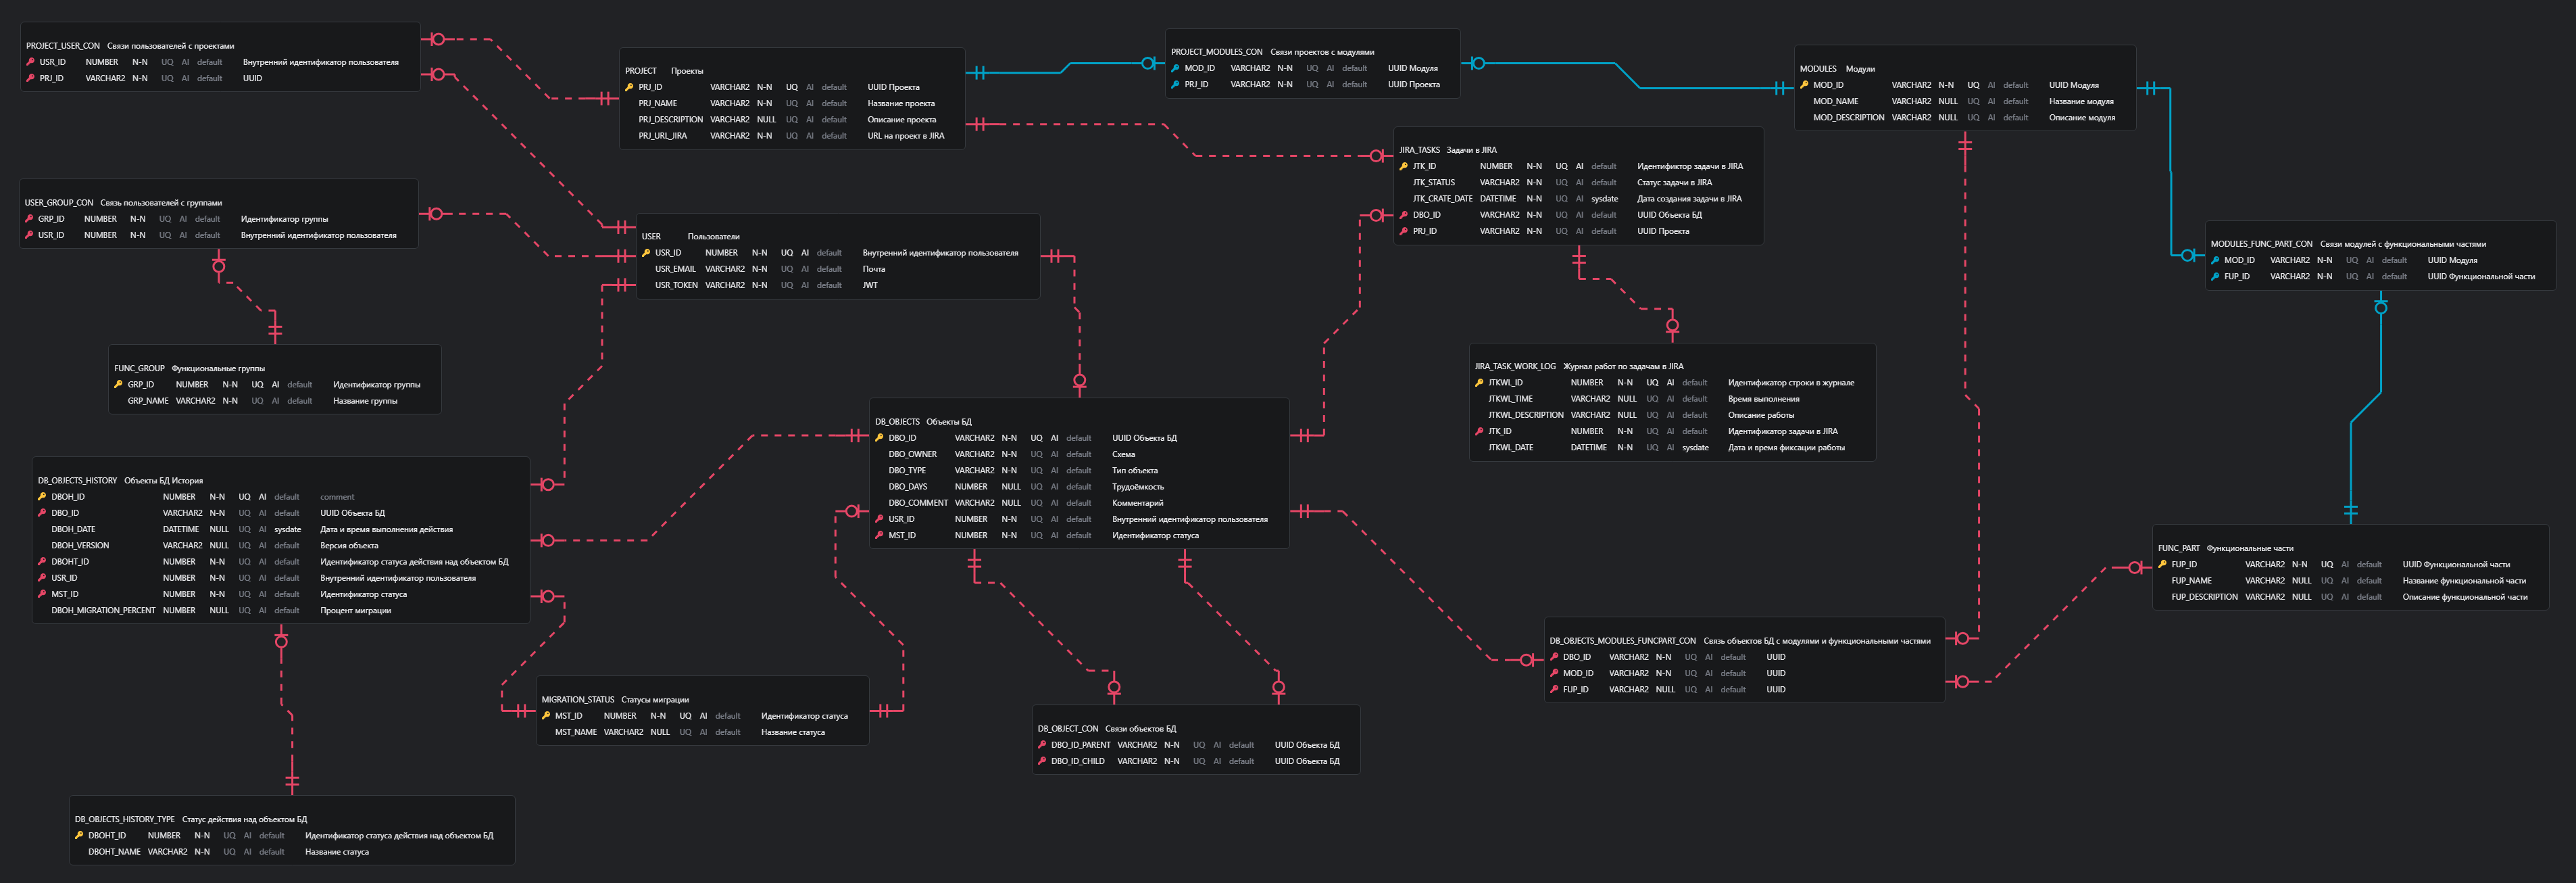 PROJECT_USER_CON Связи пользователей с проектами
USR_ID NUMBER N-N UQ AI default Внутренний идентификатор пользователя
PRJ_ID VARCHAR2 N-N UQ AI default UUID
PROJECT Проекты
PRJ_ID VARCHAR2 N-N UQ AI default UUID Проекта
PRJ_NAME VARCHAR2 N-N UQ AI default Название проекта
PRJ_DESCRIPTION VARCHAR2 NULL UQ AI default Описание проекта
PRJ_URL_JIRA VARCHAR2 N-N UQ AI default URL на проект в JIRA
PROJECT_MODULES_CON Связи проектов с модулями
MOD_ID VARCHAR2 N-N UQ AI default UUID Модуля
PRJ_ID VARCHAR2 N-N UQ AI default UUID Проекта
MODULES Модули
MOD_ID VARCHAR2 N-N UQ AI default UUID Модуля
MOD_NAME VARCHAR2 NULL UQ AI default Название модуля
MOD_DESCRIPTION VARCHAR2 NULL UQ AI default Описание модуля
JIRA_TASKS Задачи в JIRA
JTK_ID NUMBER N-N UQ AI default Идентификтор задачи в JIRA
JTK_STATUS VARCHAR2 N-N UQ AI default Статус задачи в JIRA
JTK_CRATE_DATE DATETIME N-N UQ AI sysdate Дата создания задачи в JIRA
DBO_ID VARCHAR2 N-N UQ AI default UUID Объекта БД
PRJ_ID VARCHAR2 N-N UQ AI default UUID Проекта
USER_GROUP_CON Связь пользователей с группами
GRP_ID NUMBER N-N UQ AI default Идентификатор группы
USR_ID NUMBER N-N UQ AI default Внутренний идентификатор пользователя
USER Пользователи
USR_ID NUMBER N-N UQ AI default Внутренний идентификатор пользователя
USR_EMAIL VARCHAR2 N-N UQ AI default Почта
USR_TOKEN VARCHAR2 N-N UQ AI default JWT
MODULES_FUNC_PART_CON Связи модулей с функциональными частями
MOD_ID VARCHAR2 N-N UQ AI default UUID Модуля
FUP_ID VARCHAR2 N-N UQ AI default UUID Функциональной части
FUNC_GROUP Функциональные группы
GRP_ID NUMBER N-N UQ AI default Идентификатор группы
GRP_NAME VARCHAR2 N-N UQ AI default Название группы
JIRA_TASK_WORK_LOG Журнал работ по задачам в JIRA
JTKWL_ID NUMBER N-N UQ AI default Идентификатор строки в журнале
JTKWL_TIME VARCHAR2 NULL UQ AI default Время выполнения
JTKWL_DESCRIPTION VARCHAR2 NULL UQ AI default Описание работы
JTK_ID NUMBER N-N UQ AI default Идентификатор задачи в JIRA
JTKWL_DATE DATETIME N-N UQ AI sysdate Дата и время фиксации работы
DB_OBJECTS Объекты БД
DBO_ID VARCHAR2 N-N UQ AI default UUID Объекта БД
DBO_OWNER VARCHAR2 N-N UQ AI default Схема
DBO_TYPE VARCHAR2 N-N UQ AI default Тип объекта
DBO_DAYS NUMBER NULL UQ AI default Трудоёмкость
DBO_COMMENT VARCHAR2 NULL UQ AI default Комментарий
USR_ID NUMBER N-N UQ AI default Внутренний идентификатор пользователя
MST_ID NUMBER N-N UQ AI default Идентификатор статуса
DB_OBJECTS_HISTORY Объекты БД История
DBOH_ID NUMBER N-N UQ AI default comment
DBO_ID VARCHAR2 N-N UQ AI default UUID Объекта БД
DBOH_DATE DATETIME NULL UQ AI sysdate Дата и время выполнения действия
DBOH_VERSION VARCHAR2 NULL UQ AI default Версия объекта
DBOHT_ID NUMBER N-N UQ AI default Идентификатор статуса действия над объектом БД
USR_ID NUMBER N-N UQ AI default Внутренний идентификатор пользователя
MST_ID NUMBER N-N UQ AI default Идентификатор статуса
DBOH_MIGRATION_PERCENT NUMBER NULL UQ AI default Процент миграции
FUNC_PART Функциональные части
FUP_ID VARCHAR2 N-N UQ AI default UUID Функциональной части
FUP_NAME VARCHAR2 NULL UQ AI default Название функциональной части
FUP_DESCRIPTION VARCHAR2 NULL UQ AI default Описание функциональной части
DB_OBJECTS_MODULES_FUNCPART_CON Связь объектов БД с модулями и функциональными частями
DBO_ID VARCHAR2 N-N UQ AI default UUID
MOD_ID VARCHAR2 N-N UQ AI default UUID
FUP_ID VARCHAR2 NULL UQ AI default UUID
MIGRATION_STATUS Статусы миграции
MST_ID NUMBER N-N UQ AI default Идентификатор статуса
MST_NAME VARCHAR2 NULL UQ AI default Название статуса
DB_OBJECT_CON Связи объектов БД
DBO_ID_PARENT VARCHAR2 N-N UQ AI default UUID Объекта БД
DBO_ID_CHILD VARCHAR2 N-N UQ AI default UUID Объекта БД
DB_OBJECTS_HISTORY_TYPE Статус действия над объектом БД
DBOHT_ID NUMBER N-N UQ AI default Идентификатор статуса действия над объектом БД
DBOHT_NAME VARCHAR2 N-N UQ AI default Название статуса